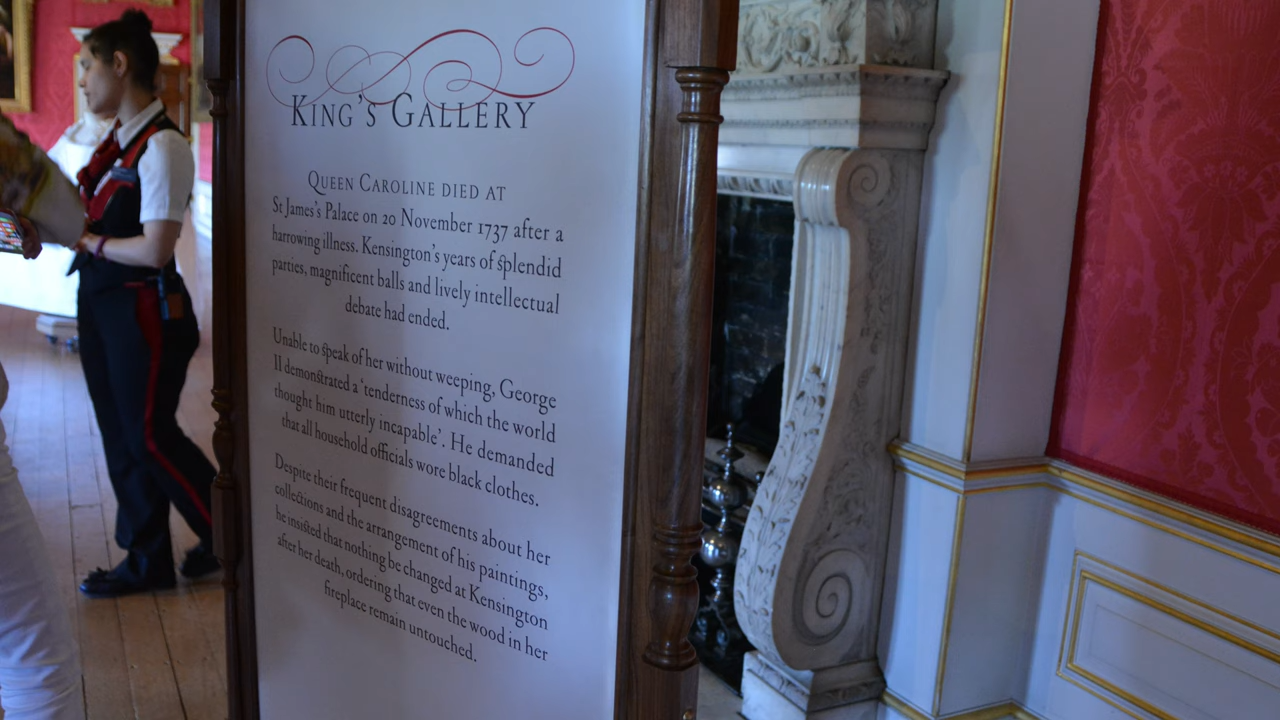 KING'S GALLERY
QUEEN CAROLINE DIED AT
ST JAMES'S PALACE ON 20 NOVEMBER 1737 after a
harrowing illness. Kensington's years of splendid
parties, magnificent balls and lively intellectual
debate had ended.
Unable to speak of her without weeping, George
II demonstrated a 'tenderness of which the world
thought him utterly incapable'. He demanded
that all household officials wore black clothes.
Despite their frequent disagreements about her
collections and the arrangement of his paintings,
he insisted that nothing be changed at Kensington
after her death, ordering that even the wood in her
fireplace remain untouched.